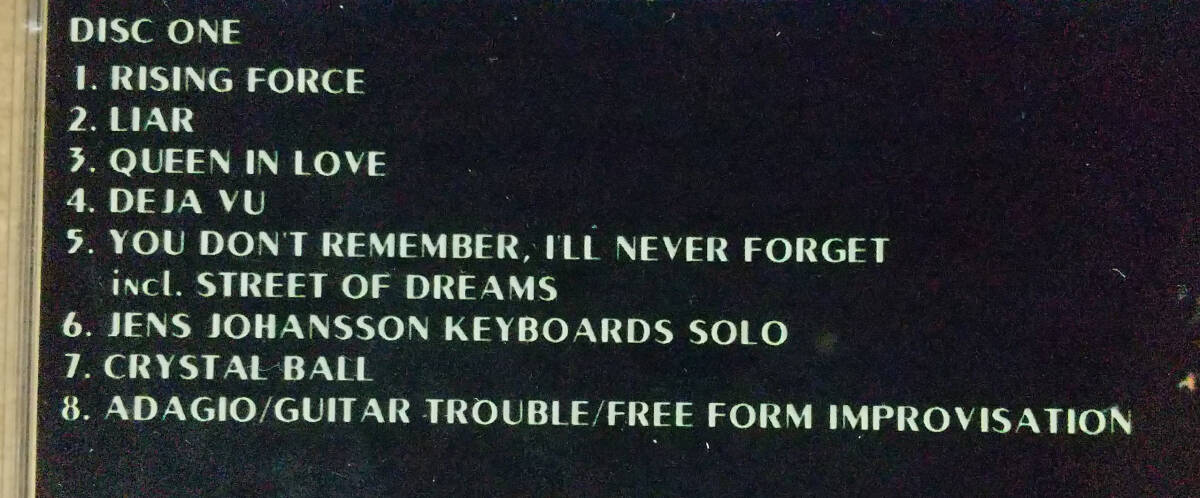 DISC ONE
1. RISING FORCE
2. LIAR
3. QUEEN IN LOVE
4. DEJA VU
5. YOU DON'T REMEMBER, I'LL NEVER FORGET
incl. STREET OF DREAMS
6. JENS JOHANSSON KEYBOARDS SOLO
7. CRYSTAL BALL
8. ADAGIO/GUITAR TROUBLE/FREE FORM IMPROVISATION